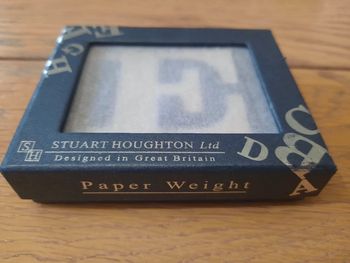 E
F
G
H
E
STUART HOUGHTON Ltd
SH
Designed in Great Britain
D
C
B
A
Paper Weight